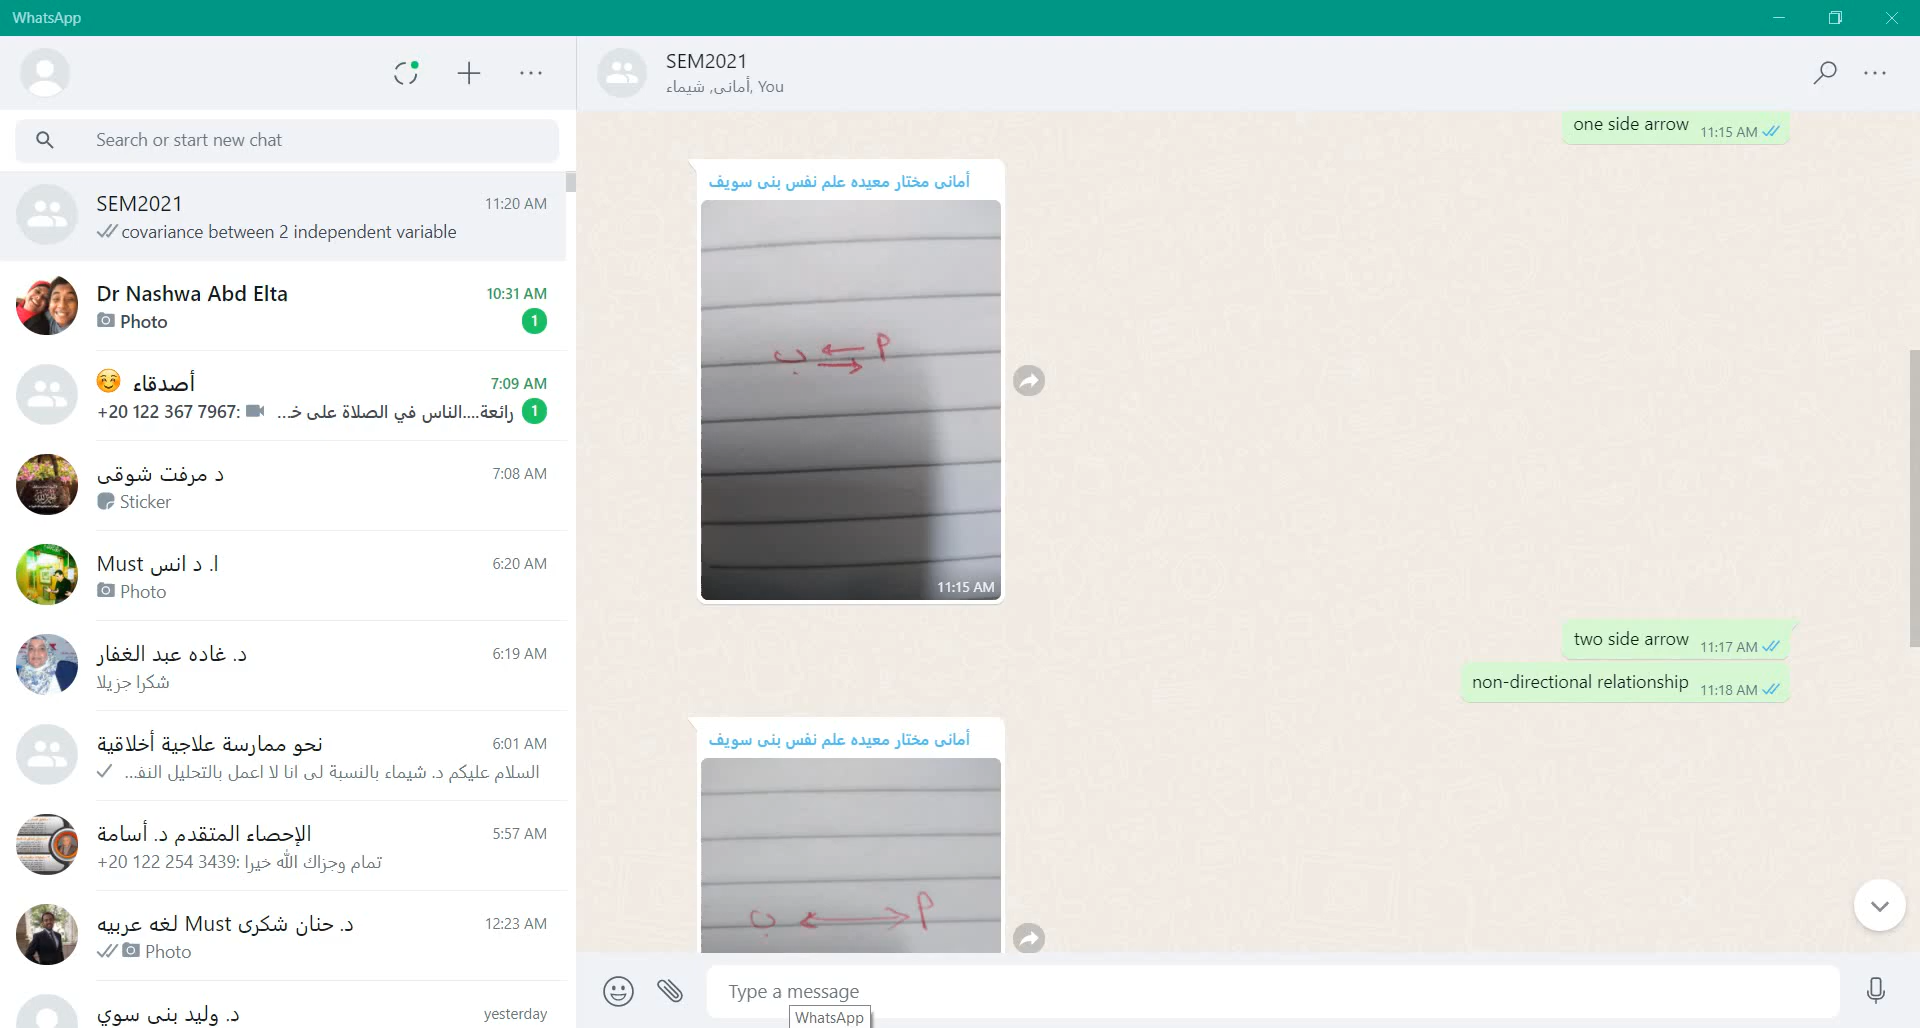 WhatsApp
Search or start new chat
SEM2021
11:20 AM
covariance between 2 independent variable
Dr Nashwa Abd Elta
10:31 AM
Photo
1
أصدقاء 😊
7:09 AM
+20 122 367 7967: رائعة....الناس في الصلاة على خ...
1
د مرفت شوقى
7:08 AM
Sticker
ا. د انس Must
6:20 AM
Photo
د. غاده عبد الغفار
6:19 AM
شكرا جزيلا
نحو ممارسة علاجية أخلاقية
6:01 AM
السلام عليكم د. شيماء بالنسبة لى انا لا اعمل بالتحليل النف...
الإحصاء المتقدم د. أسامة
5:57 AM
+20 122 254 3439: تمام وجزاك الله خيرا
د. حنان شكرى Must لغه عربيه
12:23 AM
Photo
د. وليد بنى سوي
yesterday
SEM2021
أمانى, شيماء, You
one side arrow 11:15 AM
أمانى مختار معيده علم نفس بنى سويف
أ ب
11:15 AM
two side arrow 11:17 AM
non-directional relationship 11:18 AM
أمانى مختار معيده علم نفس بنى سويف
أ ب
Type a message
WhatsApp